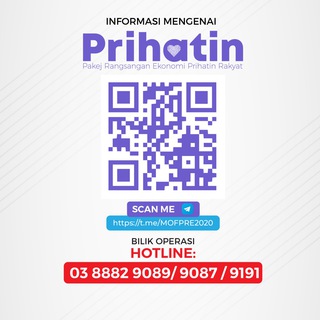 INFORMASI MENGENAI
Prihatin
Pakej Rangsangan Ekonomi Prihatin Rakyat
SCAN ME
https://t.me/MOFPRE2020
BILIK OPERASI
HOTLINE:
03 8882 9089/ 9087 / 9191